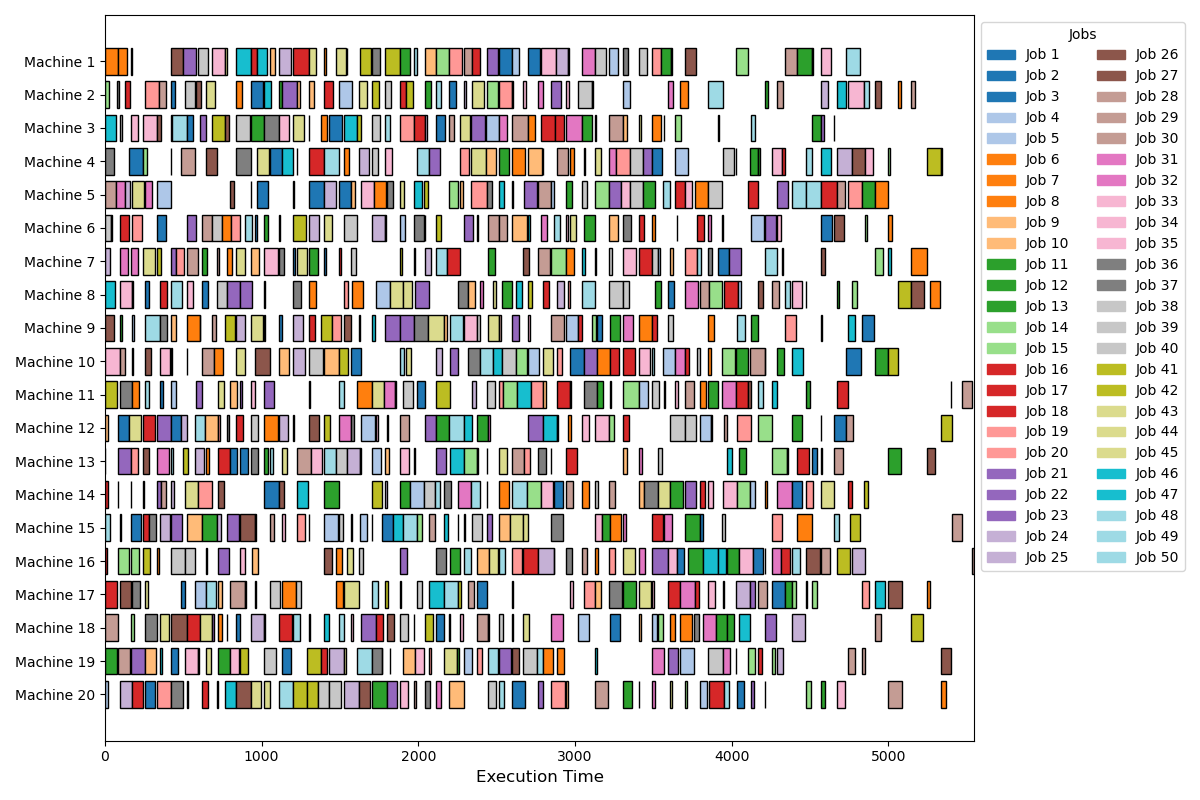 Machine 1
Machine 2
Machine 3
Machine 4
Machine 5
Machine 6
Machine 7
Machine 8
Machine 9
Machine 10
Machine 11
Machine 12
Machine 13
Machine 14
Machine 15
Machine 16
Machine 17
Machine 18
Machine 19
Machine 20
0 1000 2000 3000 4000 5000
Execution Time
Jobs
Job 1 Job 26
Job 2 Job 27
Job 3 Job 28
Job 4 Job 29
Job 5 Job 30
Job 6 Job 31
Job 7 Job 32
Job 8 Job 33
Job 9 Job 34
Job 10 Job 35
Job 11 Job 36
Job 12 Job 37
Job 13 Job 38
Job 14 Job 39
Job 15 Job 40
Job 16 Job 41
Job 17 Job 42
Job 18 Job 43
Job 19 Job 44
Job 20 Job 45
Job 21 Job 46
Job 22 Job 47
Job 23 Job 48
Job 24 Job 49
Job 25 Job 50